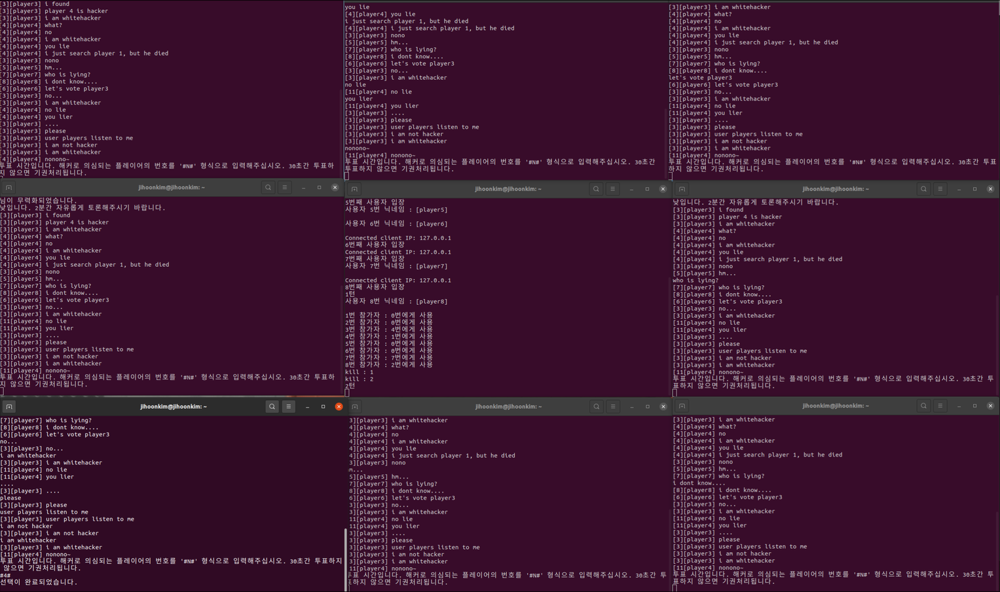 [3][player3] i found
[3][player3] player 4 is hacker
[3][player3] i am whitehacker
[4][player4] what?
[4][player4] no
[4][player4] i am whitehacker
[4][player4] you lie
[4][player4] i just search player 1, but he died
[3][player3] nono
[5][player5] hm...
[7][player7] who is lying?
[8][player8] i dont know....
[6][player6] let's vote player3
[3][player3] no...
[3][player3] i am whitehacker
[4][player4] no lie
[4][player4] you lier
[3][player3] ....
[3][player3] please
[3][player3] user players listen to me
[3][player3] i am not hacker
[3][player3] i am whitehacker
[4][player4] nonono~
투표 시간입니다. 해커로 의심되는 플레이어의 번호를 '#N#' 형식으로 입력해주십시오. 30초간 투표하
지 않으면 기권처리됩니다.
you lie
[4][player4] you lie
i just search player 1, but he died
[4][player4] i just search player 1, but he died
[3][player3] nono
[5][player5] hm...
[7][player7] who is lying?
[8][player8] i dont know....
[6][player6] let's vote player3
[3][player3] no...
[3][player3] i am whitehacker
no lie
[11[player4] no lie
you lier
[11[player4] you lier
[3][player3] ....
[3][player3] please
[3][player3] user players listen to me
[3][player3] i am not hacker
[3][player3] i am whitehacker
nonono~
[11[player4] nonono~
투표 시간입니다. 해커로 의심되는 플레이어의 번호를 '#N#' 형식으로 입력해주십시오. 30초간
투표하지 않으면 기권처리됩니다.
[3][player3] i am whitehacker
[4][player4] what?
[4][player4] no
[4][player4] i am whitehacker
[4][player4] you lie
[4][player4] i just search player 1, but he died
[3][player3] nono
[5][player5] hm...
[7][player7] who is lying?
[8][player8] i dont know....
let's vote player3
[6][player6] let's vote player3
[3][player3] no...
[3][player3] i am whitehacker
[11[player4] no lie
[11[player4] you lier
[3][player3] ....
[3][player3] please
[3][player3] user players listen to me
[3][player3] i am not hacker
[3][player3] i am whitehacker
[11[player4] nonono~
투표 시간입니다. 해커로 의심되는 플레이어의 번호를 '#N#' 형식으로 입력해주십시오. 30초간 투표
하지 않으면 기권처리됩니다.
jihoonkim@jihoonkim: ~
님이 무력화되었습니다.
낮입니다. 2분간 자유롭게 토론해주시기 바랍니다.
[3][player3] i found
[3][player3] player 4 is hacker
[3][player3] i am whitehacker
[4][player4] what?
[4][player4] no
[4][player4] i am whitehacker
[4][player4] you lie
[4][player4] i just search player 1, but he died
[3][player3] nono
[5][player5] hm...
[7][player7] who is lying?
[8][player8] i dont know....
[6][player6] let's vote player3
[3][player3] no...
[3][player3] i am whitehacker
[11[player4] no lie
[11[player4] you lier
[3][player3] ....
[3][player3] please
[3][player3] user players listen to me
[3][player3] i am not hacker
[3][player3] i am whitehacker
[11[player4] nonono~
투표 시간입니다. 해커로 의심되는 플레이어의 번호를 '#N#' 형식으로 입력해주십시오. 30초간 투표하
지 않으면 기권처리됩니다.
jihoonkim@jihoonkim: ~
5번째 사용자 입장
사용자 5번 닉네임 : [player5]
사용자 6번 닉네임 : [player6]
Connected client IP: 127.0.0.1
6번째 사용자 입장
Connected client IP: 127.0.0.1
7번째 사용자 입장
사용자 7번 닉네임 : [player7]
Connected client IP: 127.0.0.1
8번째 사용자 입장
1턴
사용자 8번 닉네임 : [player8]
1번 참가자 : 0번에게 사용
2번 참가자 : 0번에게 사용
3번 참가자 : 4번에게 사용
4번 참가자 : 1번에게 사용
5번 참가자 : 0번에게 사용
6번 참가자 : 0번에게 사용
7번 참가자 : 7번에게 사용
8번 참가자 : 2번에게 사용
kill : 1
kill : 2
2턴
jihoonkim@jihoonkim: ~
낮입니다. 2분간 자유롭게 토론해주시기 바랍니다.
[3][player3] i found
[3][player3] player 4 is hacker
[3][player3] i am whitehacker
[4][player4] what?
[4][player4] no
[4][player4] i am whitehacker
[4][player4] you lie
[4][player4] i just search player 1, but he died
[3][player3] nono
[5][player5] hm...
who is lying?
[7][player7] who is lying?
[8][player8] i dont know....
[6][player6] let's vote player3
[3][player3] no...
[3][player3] i am whitehacker
[11[player4] no lie
[11[player4] you lier
[3][player3] ....
[3][player3] please
[3][player3] user players listen to me
[3][player3] i am not hacker
[3][player3] i am whitehacker
[11[player4] nonono~
투표 시간입니다. 해커로 의심되는 플레이어의 번호를 '#N#' 형식으로 입력해주십시오. 30초간 투
표하지 않으면 기권처리됩니다.
jihoonkim@jihoonkim: ~
[7][player7] who is lying?
[8][player8] i dont know....
[6][player6] let's vote player3
no...
[3][player3] no...
i am whitehacker
[3][player3] i am whitehacker
[11[player4] no lie
[11[player4] you lier
....
[3][player3] ....
please
[3][player3] please
user players listen to me
[3][player3] user players listen to me
i am not hacker
[3][player3] i am not hacker
i am whitehacker
[3][player3] i am whitehacker
[11[player4] nonono~
투표 시간입니다. 해커로 의심되는 플레이어의 번호를 '#N#' 형식으로 입력해주십시오. 30초간 투표하지
않으면 기권처리됩니다.
#4#
선택이 완료되었습니다.
jihoonkim@jihoonkim: ~
3][player3] i am whitehacker
4][player4] what?
4][player4] no
4][player4] i am whitehacker
4][player4] you lie
4][player4] i just search player 1, but he died
3][player3] nono
m...
5][player5] hm...
7][player7] who is lying?
8][player8] i dont know....
6][player6] let's vote player3
3][player3] no...
3][player3] i am whitehacker
11[player4] no lie
11[player4] you lier
3][player3] ....
3][player3] please
3][player3] user players listen to me
3][player3] i am not hacker
3][player3] i am whitehacker
11[player4] nonono~
투표 시간입니다. 해커로 의심되는 플레이어의 번호를 '#N#' 형식으로 입력해주십시오. 30초간 투
표하지 않으면 기권처리됩니다.
jihoonkim@jihoonkim: ~
[3][player3] i am whitehacker
[4][player4] what?
[4][player4] no
[4][player4] i am whitehacker
[4][player4] you lie
[4][player4] i just search player 1, but he died
[3][player3] nono
[5][player5] hm...
[7][player7] who is lying?
i dont know....
[8][player8] i dont know....
[6][player6] let's vote player3
[3][player3] no...
[3][player3] i am whitehacker
[11[player4] no lie
[11[player4] you lier
[3][player3] ....
[3][player3] please
[3][player3] user players listen to me
[3][player3] i am not hacker
[3][player3] i am whitehacker
[11[player4] nonono~
투표 시간입니다. 해커로 의심되는 플레이어의 번호를 '#N#' 형식으로 입력해주십시오. 30초간 투
표하지 않으면 기권처리됩니다.